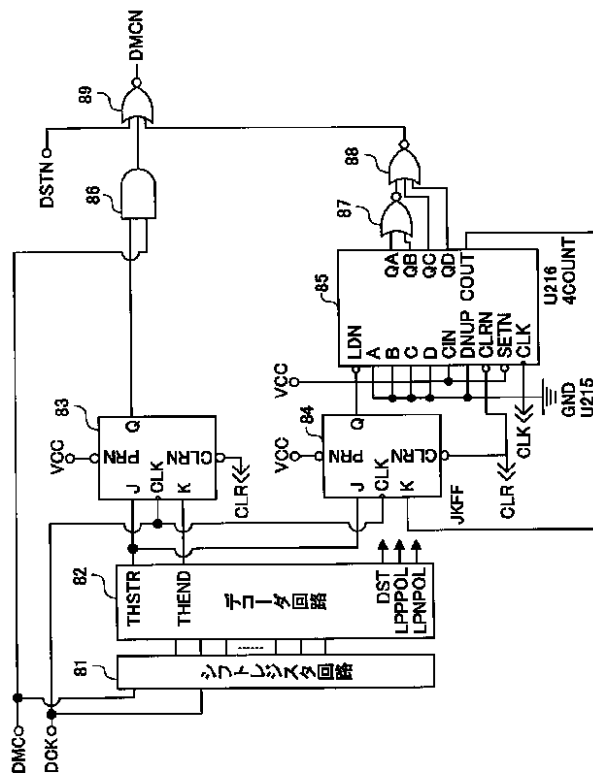 DMC
DCK
81
シフトレジスタ回路
82
デコーダ回路
THSTR
THEND
DST
LPPPOL
LPNPOL
VCC
83
J
PRN
Q
CLK
K
CLRN
CLR
VCC
84
J
PRN
Q
CLK
K
CLRN
JKFF
CLR
VCC
85
LDN
A
B
C
D
CIN
DNUP
CLRN
SETN
CLK
QA
QB
QC
QD
COUT
U216
4COUNT
CLK
GND
U215
86
87
88
89
DSTN
DMCN